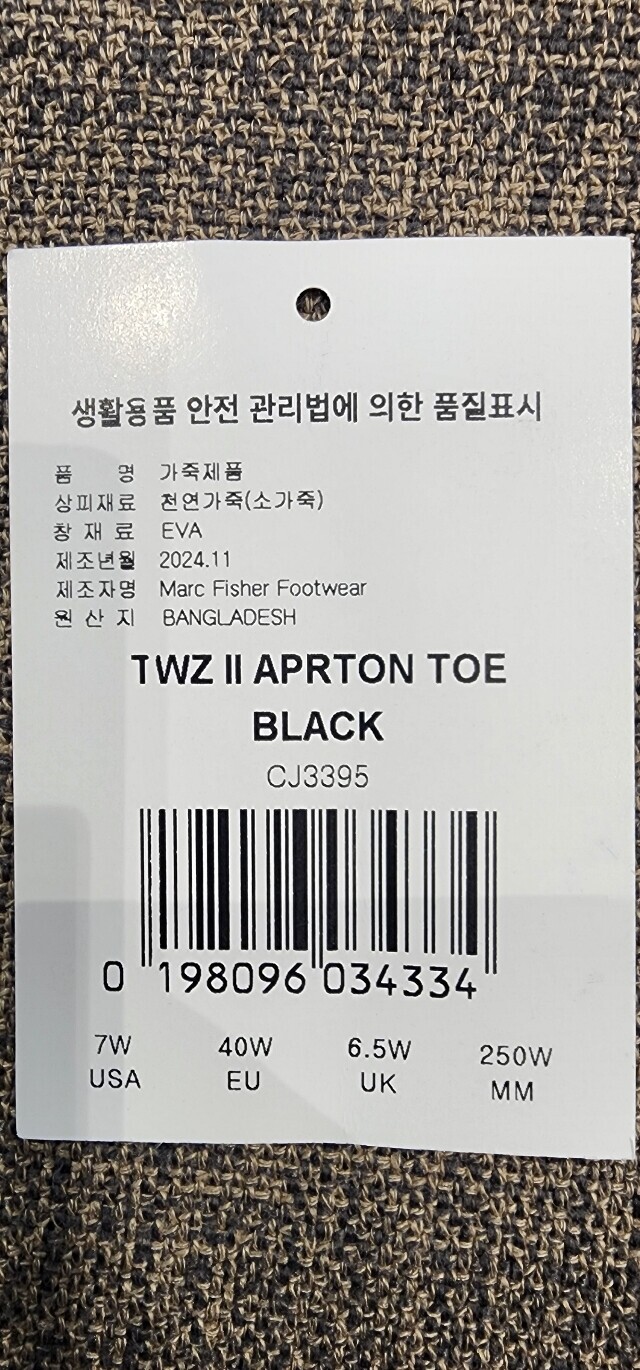 생활용품 안전 관리법에 의한 품질표시
품 명 가죽제품
상피재료 천연가죽(소가죽)
창 재 료 EVA
제조년월 2024.11
제조자명 Marc Fisher Footwear
원 산 지 BANGLADESH
TWZ II APRTON TOE
BLACK
CJ3395
0 198096 034334
7W 40W 6.5W 250W
USA EU UK MM